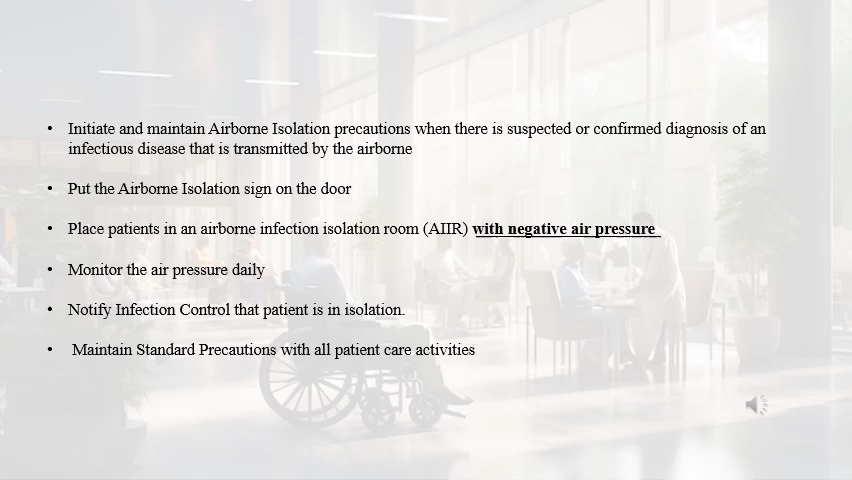 • Initiate and maintain Airborne Isolation precautions when there is suspected or confirmed diagnosis of an
infectious disease that is transmitted by the airborne
• Put the Airborne Isolation sign on the door
• Place patients in an airborne infection isolation room (AIIR) with negative air pressure
• Monitor the air pressure daily
• Notify Infection Control that patient is in isolation.
• Maintain Standard Precautions with all patient care activities